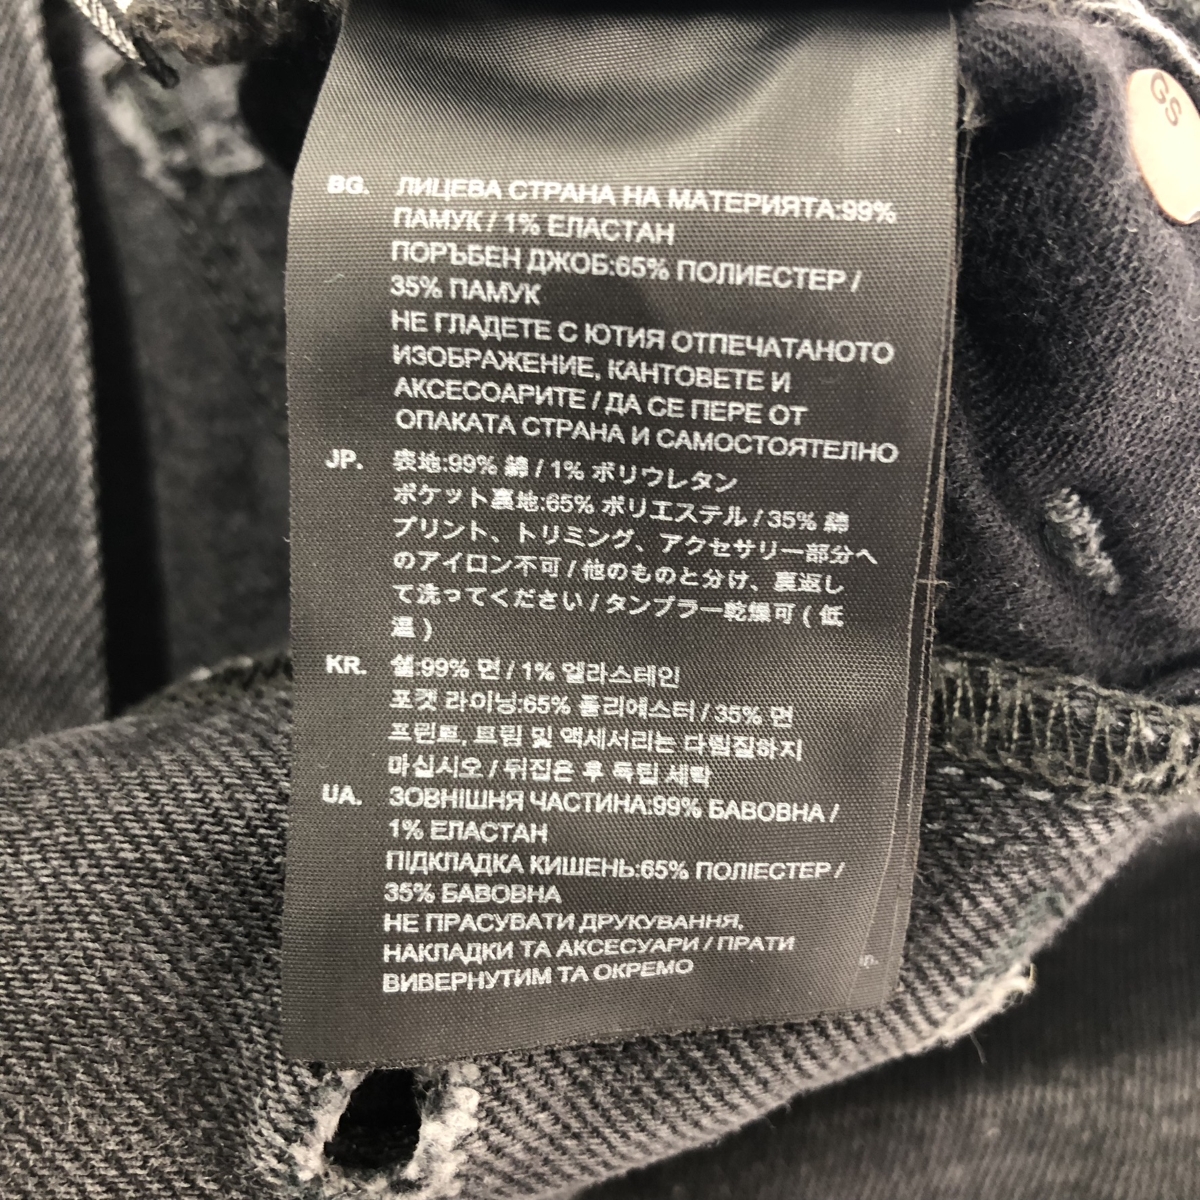 GS
BG. ЛИЦЕВА СТРАНА НА МАТЕРИЯТА:99%
ПАМУК / 1% ЕЛАСТАН
ПОРЪБЕН ДЖОБ:65% ПОЛИЕСТЕР /
35% ПАМУК
НЕ ГЛАДЕТЕ С ЮТИЯ ОТПЕЧАТАНОТО
ИЗОБРАЖЕНИЕ, КАНТОВЕТЕ И
АКСЕСОАРИТЕ / ДА СЕ ПЕРЕ ОТ
ОПАКАТА СТРАНА И САМОСТОЯТЕЛНО
JP. 表地:99% 綿 / 1% ポリウレタン
ポケット裏地:65% ポリエステル / 35% 綿
プリント、トリミング、アクセサリー部分へ
のアイロン不可 / 他のものと分け、裏返し
て洗ってください / タンブラー乾燥可 ( 低
温 )
KR. 쉘:99% 면 / 1% 엘라스테인
포켓 라이닝:65% 폴리에스터 / 35% 면
프린트, 트림 및 액세서리는 다림질하지
마십시오 / 뒤집은 후 독립 세탁
UA. ЗОВНІШНЯ ЧАСТИНА:99% БАВОВНА /
1% ЕЛАСТАН
ПІДКЛАДКА КИШЕНЬ:65% ПОЛІЕСТЕР /
35% БАВОВНА
НЕ ПРАСУВАТИ ДРУКУВАННЯ,
НАКЛАДКИ ТА АКСЕСУАРИ / ПРАТИ
ВИВЕРНУТИМ ТА ОКРЕМО